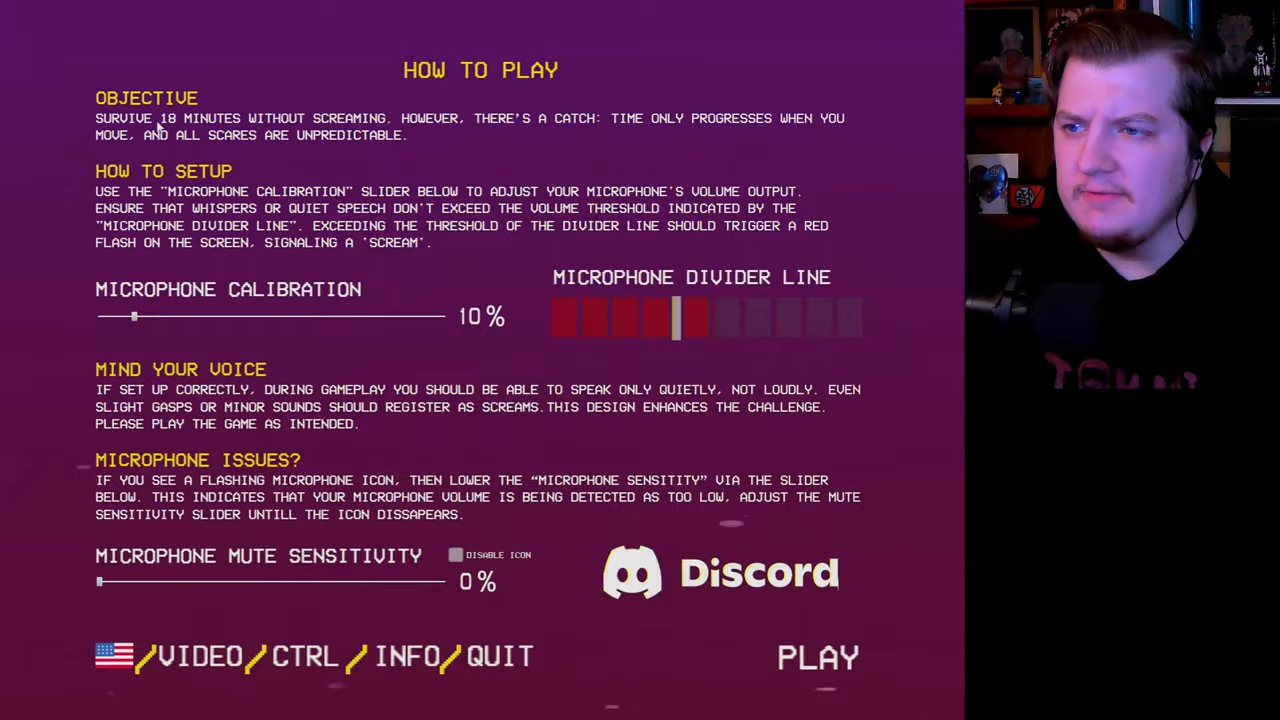 HOW TO PLAY
OBJECTIVE
SURVIVE 18 MINUTES WITHOUT SCREAMING. HOWEVER, THERE'S A CATCH: TIME ONLY PROGRESSES WHEN YOU
MOVE, AND ALL SCARES ARE UNPREDICTABLE.
HOW TO SETUP
USE THE "MICROPHONE CALIBRATION" SLIDER BELOW TO ADJUST YOUR MICROPHONE'S VOLUME OUTPUT.
ENSURE THAT WHISPERS OR QUIET SPEECH DON'T EXCEED THE VOLUME THRESHOLD INDICATED BY THE
"MICROPHONE DIVIDER LINE". EXCEEDING THE THRESHOLD OF THE DIVIDER LINE SHOULD TRIGGER A RED
FLASH ON THE SCREEN, SIGNALING A 'SCREAM'.
MICROPHONE CALIBRATION
10%
MICROPHONE DIVIDER LINE
MIND YOUR VOICE
IF SET UP CORRECTLY, DURING GAMEPLAY YOU SHOULD BE ABLE TO SPEAK ONLY QUIETLY, NOT LOUDLY. EVEN
SLIGHT GASPS OR MINOR SOUNDS SHOULD REGISTER AS SCREAMS.THIS DESIGN ENHANCES THE CHALLENGE.
PLEASE PLAY THE GAME AS INTENDED.
MICROPHONE ISSUES?
IF YOU SEE A FLASHING MICROPHONE ICON, THEN LOWER THE “MICROPHONE SENSITITY” VIA THE SLIDER
BELOW. THIS INDICATES THAT YOUR MICROPHONE VOLUME IS BEING DETECTED AS TOO LOW, ADJUST THE MUTE
SENSITIVITY SLIDER UNTILL THE ICON DISSAPEARS.
MICROPHONE MUTE SENSITIVITY
DISABLE ICON
0%
Discord
/VIDEO/CTRL/INFO/QUIT
PLAY